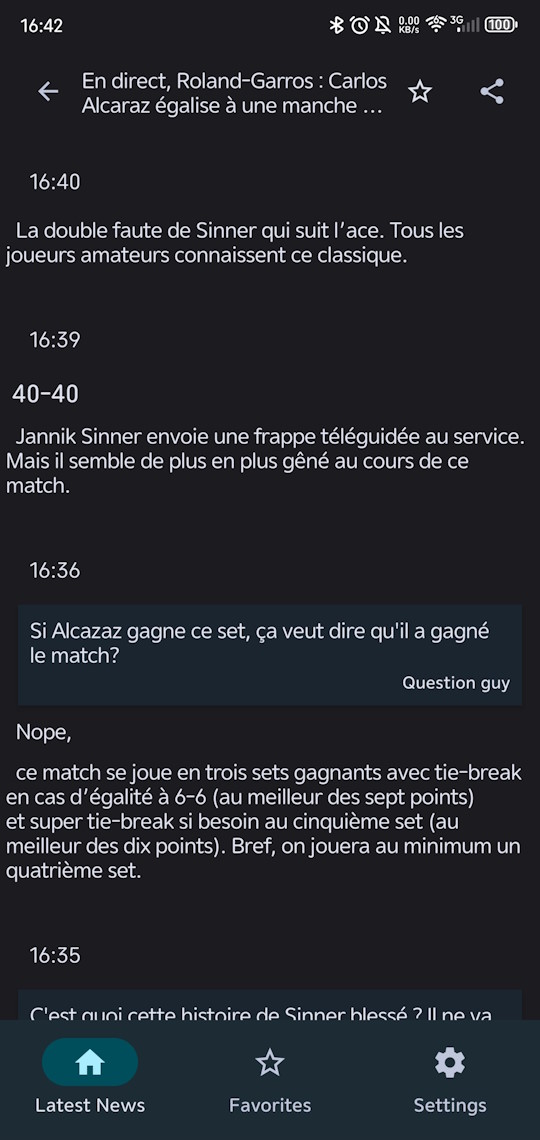 16:42
0.00
KB/s
3G
100
En direct, Roland-Garros : Carlos
Alcaraz égalise à une manche ...
16:40
La double faute de Sinner qui suit l’ace. Tous les
joueurs amateurs connaissent ce classique.
16:39
40-40
Jannik Sinner envoie une frappe téléguidée au service.
Mais il semble de plus en plus gêné au cours de ce
match.
16:36
Si Alcazaz gagne ce set, ça veut dire qu'il a gagné
le match?
Question guy
Nope,
ce match se joue en trois sets gagnants avec tie-break
en cas d’égalité à 6-6 (au meilleur des sept points)
et super tie-break si besoin au cinquième set (au
meilleur des dix points). Bref, on jouera au minimum un
quatrième set.
16:35
C'est quoi cette histoire de Sinner blessé ? Il ne va
Latest News
Favorites
Settings